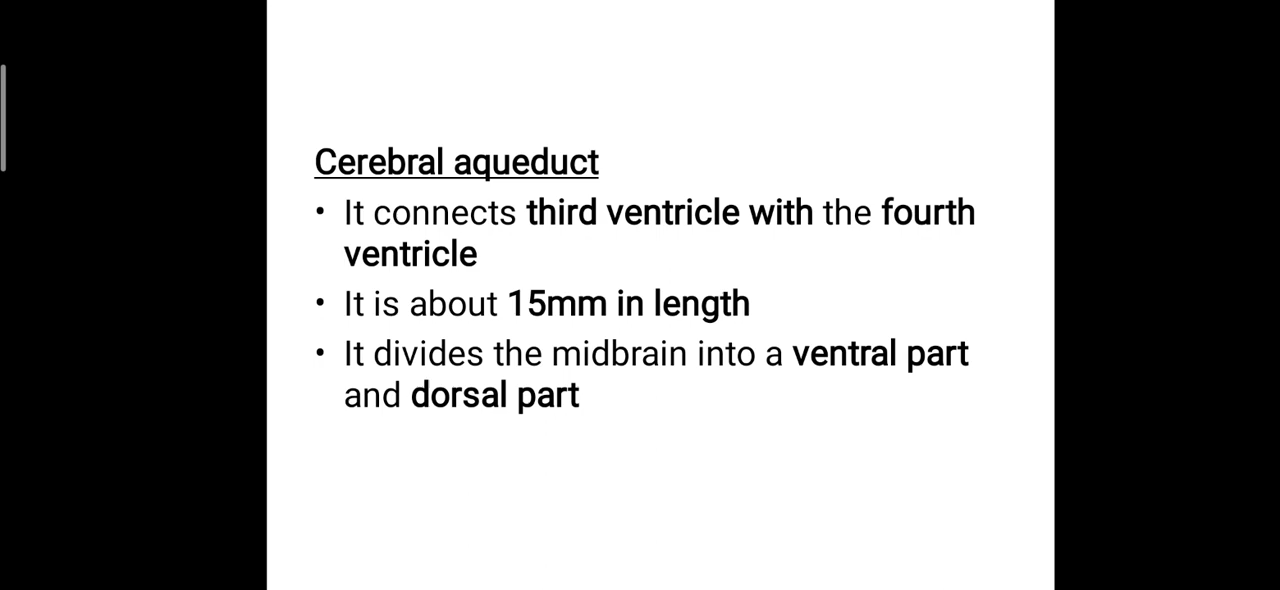 Cerebral aqueduct
• It connects third ventricle with the fourth
ventricle
• It is about 15mm in length
• It divides the midbrain into a ventral part
and dorsal part